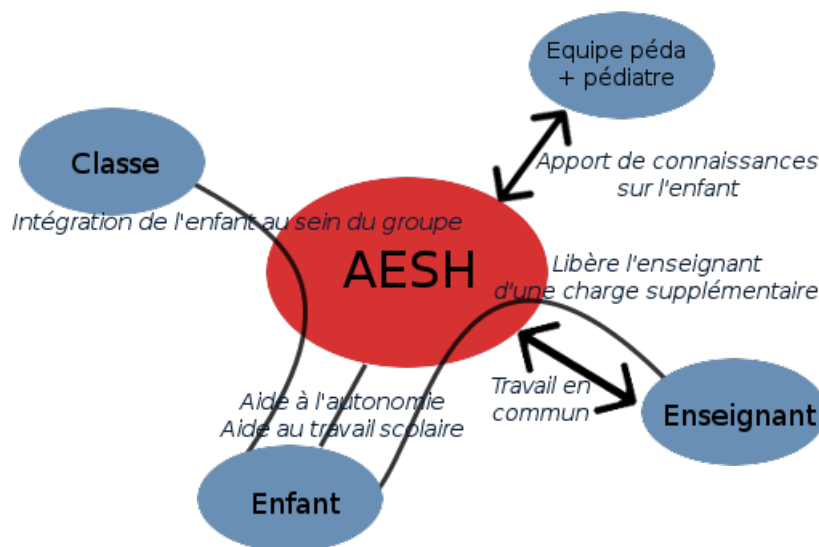 Equipe péda
+ pédiatre
Classe
Apport de connaissances
sur l'enfant
Intégration de l'enfant au sein du groupe
AESH
Libère l'enseignant
d'une charge supplémentaire
Travail en
commun
Aide à l'autonomie
Aide au travail scolaire
Enseignant
Enfant